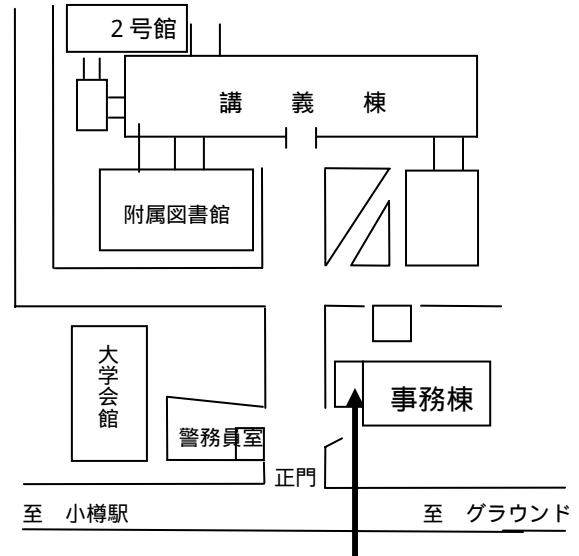 2号館
講 義 棟
附属図書館
大学会館
事務棟
警務員室
正門
至 小樽駅
至 グラウンド